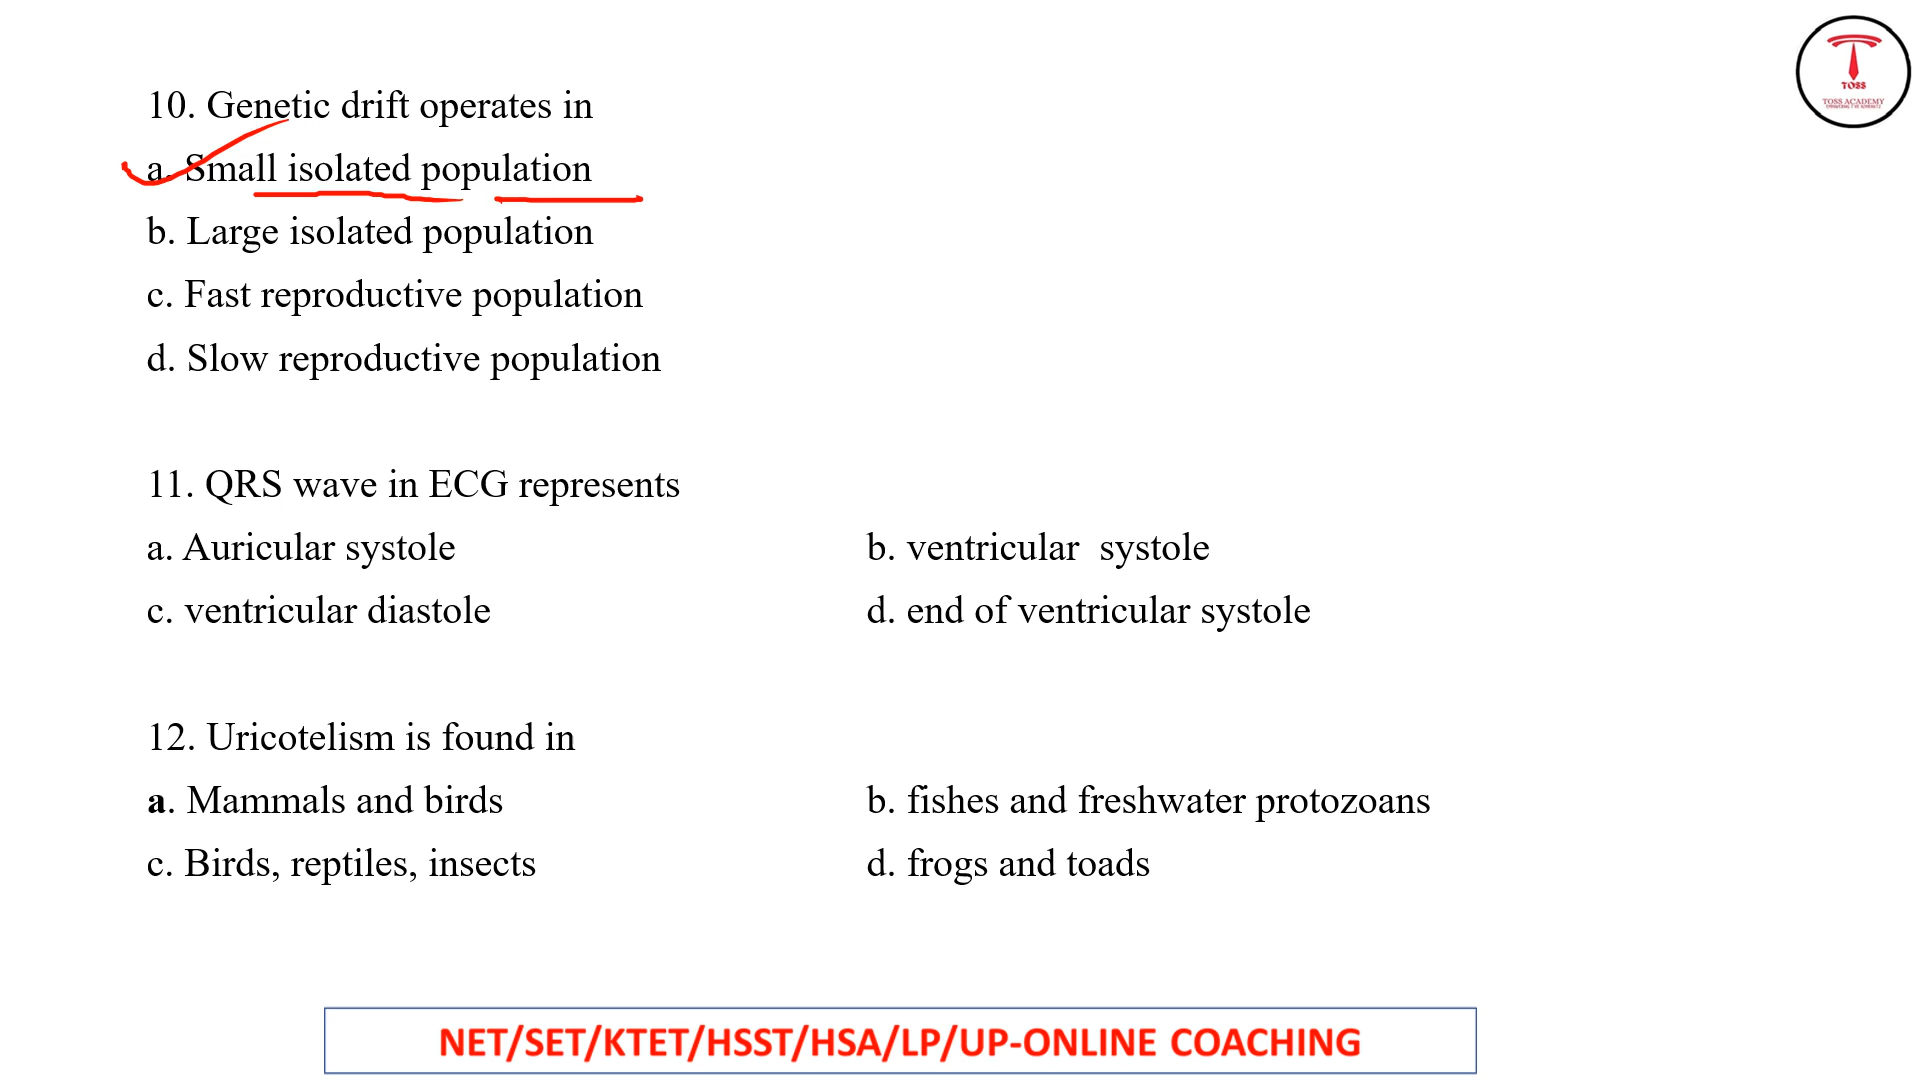 TOSS
TOSS ACADEMY
10. Genetic drift operates in
a. Small isolated population
b. Large isolated population
c. Fast reproductive population
d. Slow reproductive population
11. QRS wave in ECG represents
a. Auricular systole b. ventricular systole
c. ventricular diastole d. end of ventricular systole
12. Uricotelism is found in
a. Mammals and birds b. fishes and freshwater protozoans
c. Birds, reptiles, insects d. frogs and toads
NET/SET/KTET/HSST/HSA/LP/UP-ONLINE COACHING